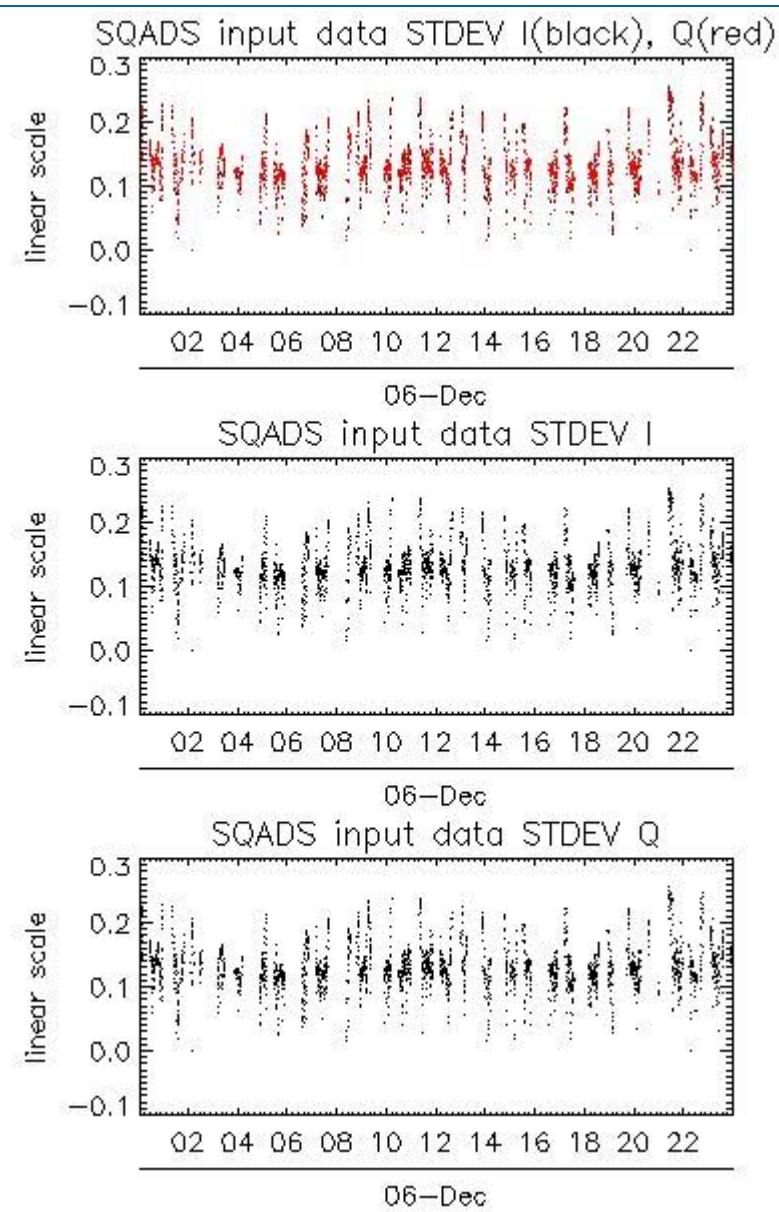 SQADS input data STDEV I(black), Q(red)
0.3
0.2
0.1
0.0
−0.1
linear scale
02 04 06 08 10 12 14 16 18 20 22
06−Dec
SQADS input data STDEV I
0.3
0.2
0.1
0.0
−0.1
linear scale
02 04 06 08 10 12 14 16 18 20 22
06−Dec
SQADS input data STDEV Q
0.3
0.2
0.1
0.0
−0.1
linear scale
02 04 06 08 10 12 14 16 18 20 22
06−Dec